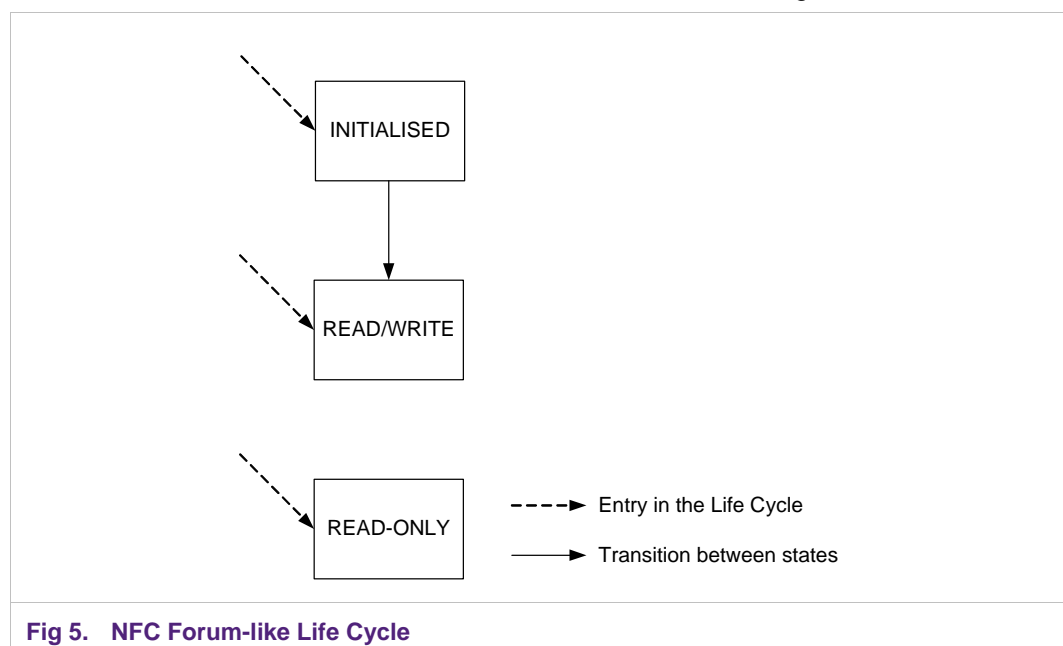 INITIALISED
READ/WRITE
READ-ONLY
Entry in the Life Cycle
Transition between states
Fig 5. NFC Forum-like Life Cycle